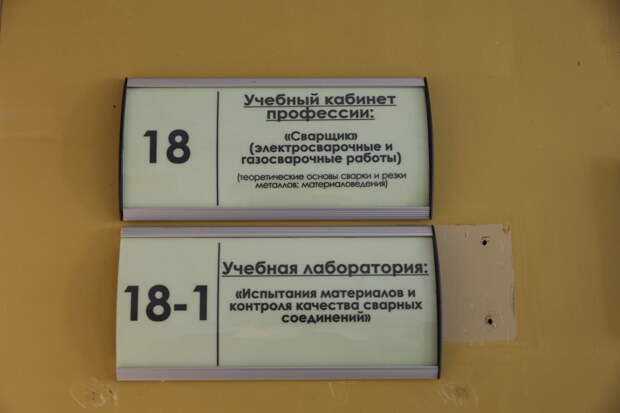 18
Учебный кабинет
профессии:
«Сварщик»
(электросварочные и
газосварочные работы)
(теоретические основы сварки и резки
металлов; материаловедения)
18-1
Учебная лаборатория:
«Испытания материалов и
контроля качества сварных
соединений»